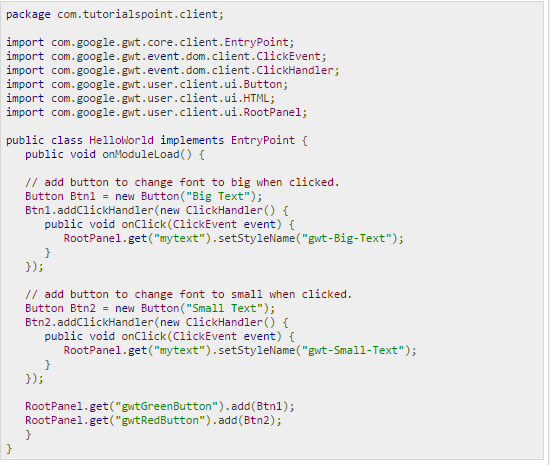 package com.tutorialspoint.client;

import com.google.gwt.core.client.EntryPoint;
import com.google.gwt.event.dom.client.ClickEvent;
import com.google.gwt.event.dom.client.ClickHandler;
import com.google.gwt.user.client.ui.Button;
import com.google.gwt.user.client.ui.HTML;
import com.google.gwt.user.client.ui.RootPanel;

public class HelloWorld implements EntryPoint {
   public void onModuleLoad() {

   // add button to change font to big when clicked.
   Button Btn1 = new Button("Big Text");
   Btn1.addClickHandler(new ClickHandler() {
      public void onClick(ClickEvent event) {
         RootPanel.get("mytext").setStyleName("gwt-Big-Text");
      }
   });

   // add button to change font to small when clicked.
   Button Btn2 = new Button("Small Text");
   Btn2.addClickHandler(new ClickHandler() {
      public void onClick(ClickEvent event) {
         RootPanel.get("mytext").setStyleName("gwt-Small-Text");
      }
   });

   RootPanel.get("gwtGreenButton").add(Btn1);
   RootPanel.get("gwtRedButton").add(Btn2);
   }
}